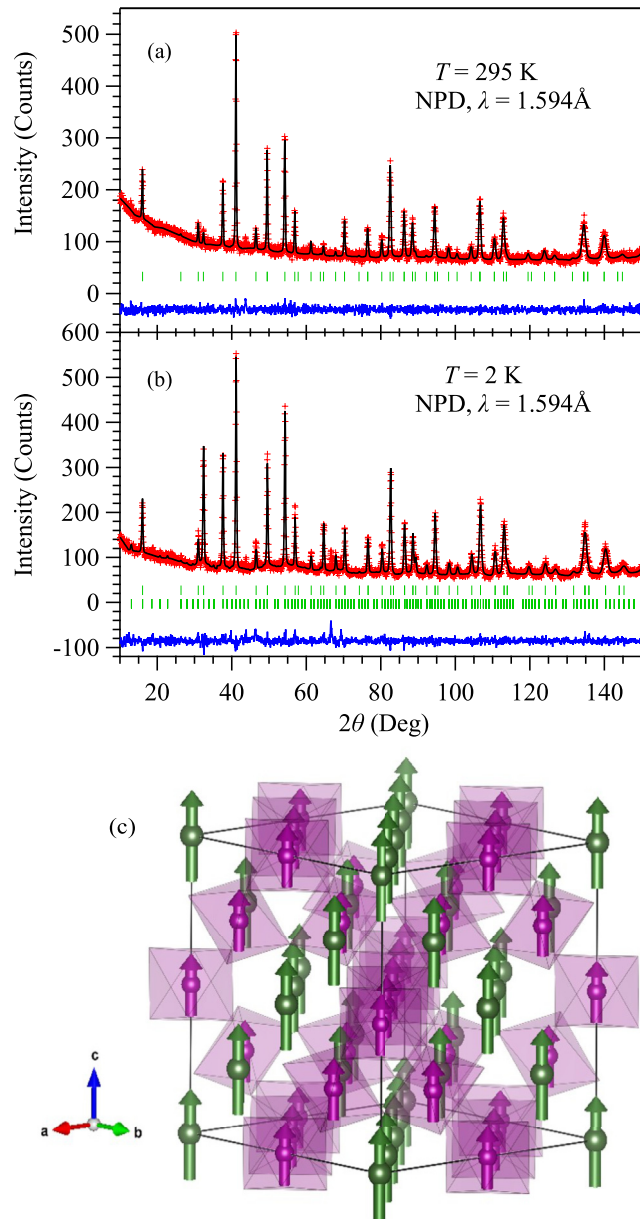 500
(a)
T = 295 K
400
NPD, λ = 1.594Å
300
200
100
0
Intensity (Counts)
600
(b)
T = 2 K
500
NPD, λ = 1.594Å
400
300
200
100
0
-100
Intensity (Counts)
20 40 60 80 100 120 140
2θ (Deg)
(c)
c
a
b